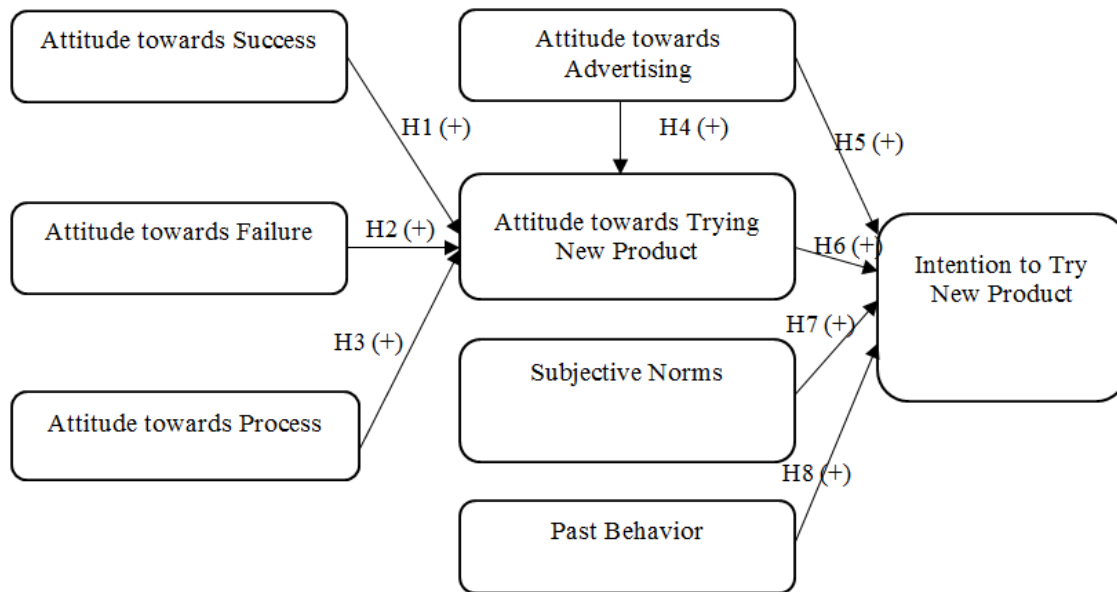 Attitude towards Success
Attitude towards
Advertising
H1 (+)
H4 (+)
H5 (+)
Attitude towards Failure
H2 (+)
Attitude towards Trying
New Product
H6 (+)
Intention to Try
New Product
H3 (+)
H7 (+)
Subjective Norms
Attitude towards Process
H8 (+)
Past Behavior